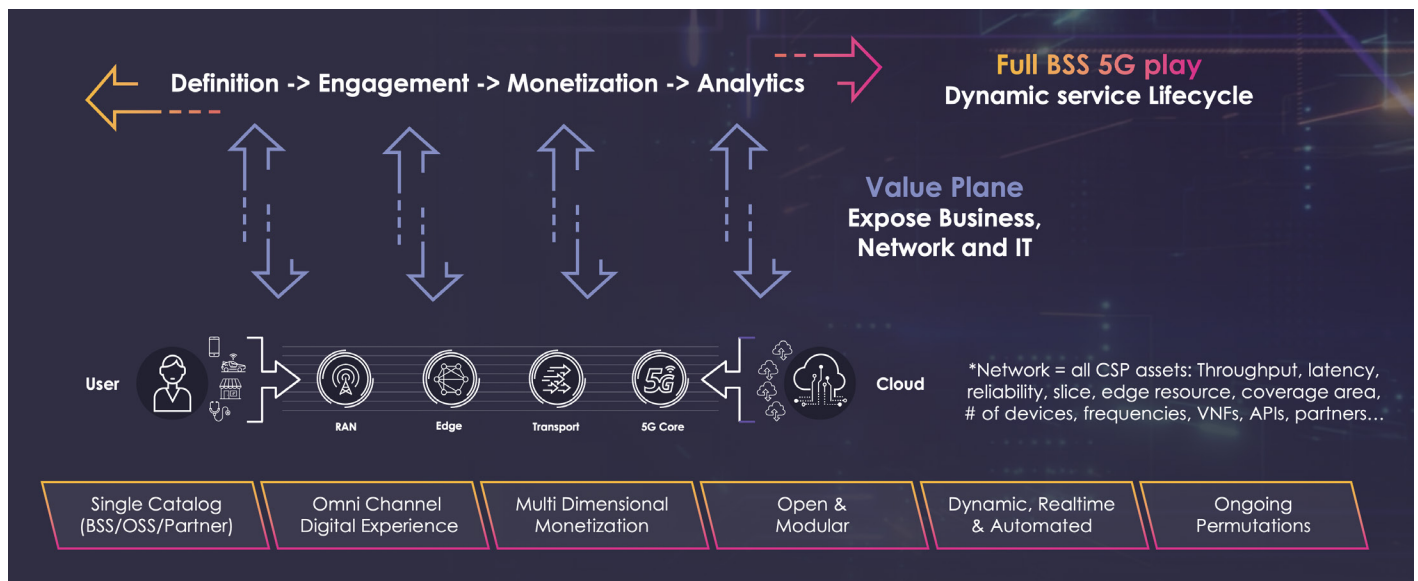 Definition -> Engagement -> Monetization -> Analytics
Full BSS 5G play
Dynamic service Lifecycle
Value Plane
Expose Business,
Network and IT
User
RAN
Edge
Transport
5G
5G Core
Cloud
*Network = all CSP assets: Throughput, latency,
reliability, slice, edge resource, coverage area,
# of devices, frequencies, VNFs, APIs, partners...
Single Catalog
(BSS/OSS/Partner)
Omni Channel
Digital Experience
Multi Dimensional
Monetization
Open &
Modular
Dynamic, Realtime
& Automated
Ongoing
Permutations